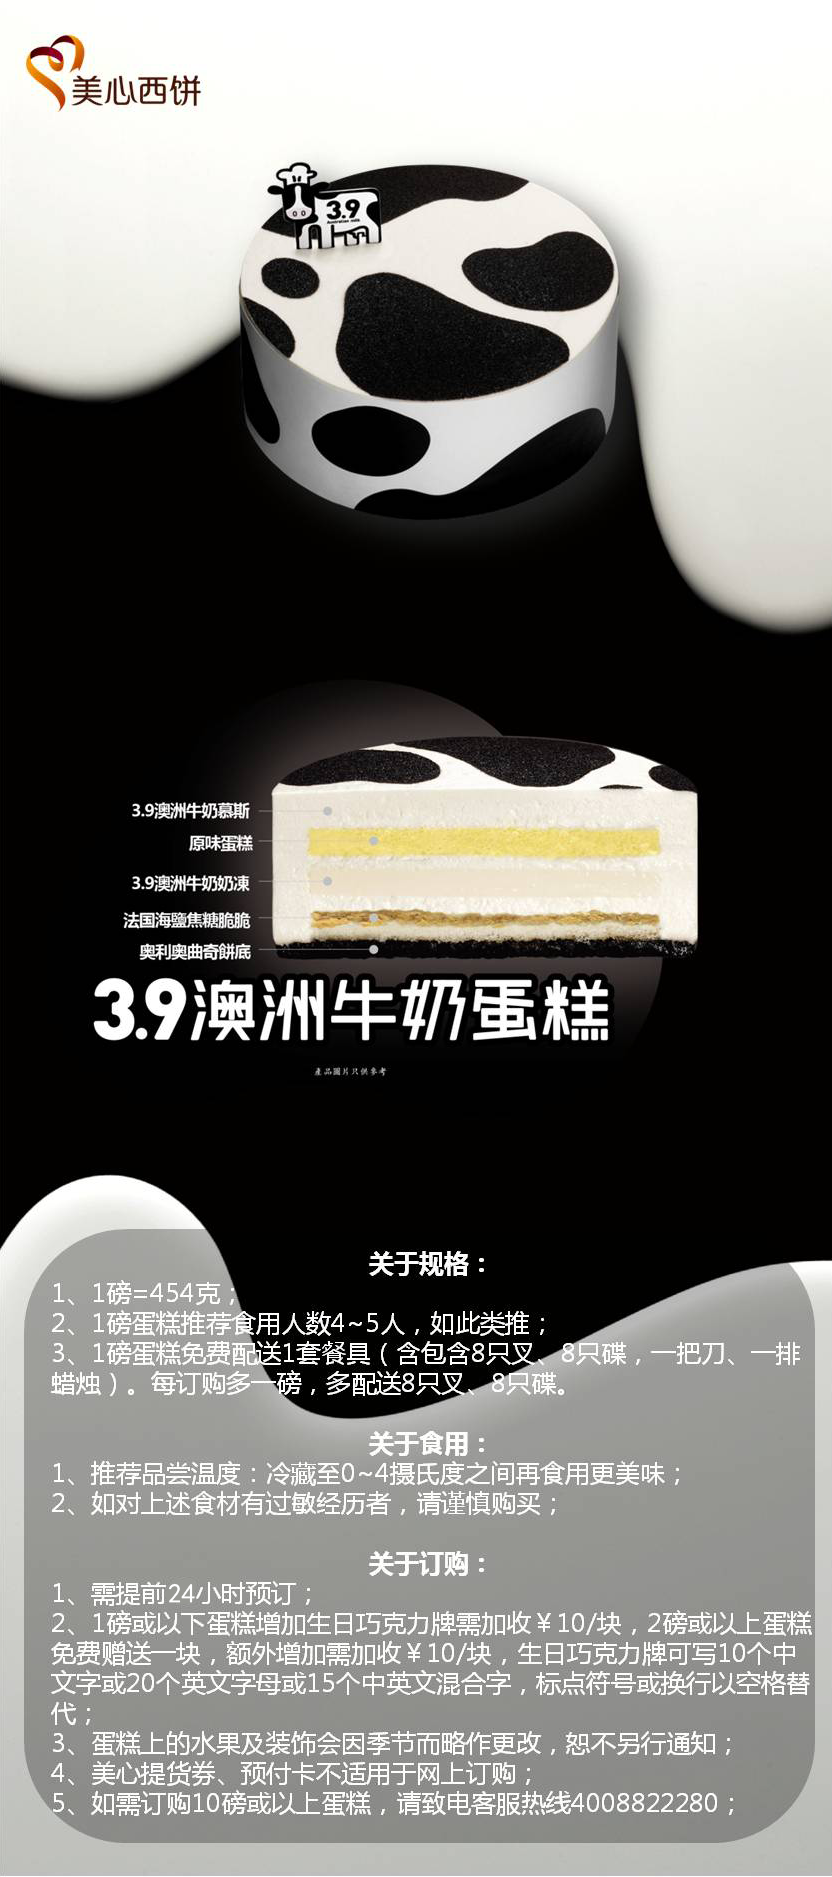 美心西饼
3.9
3.9澳洲牛奶慕斯
原味蛋糕
3.9澳洲牛奶奶凍
法国海鹽焦糖脆脆
奥利奥曲奇餅底
3.9澳洲牛奶蛋糕
產品圖片只供參考
关于规格：
1、1磅=454克；
2、1磅蛋糕推荐食用人数4~5人，如此类推；
3、1磅蛋糕免费配送1套餐具（含包含8只叉、8只碟，一把刀、一排
蜡烛）。每订购多一磅，多配送8只叉、8只碟。
关于食用：
1、推荐品尝温度：冷藏至0~4摄氏度之间再食用更美味；
2、如对上述食材有过敏经历者，请谨慎购买；
关于订购：
1、需提前24小时预订；
2、1磅或以下蛋糕增加生日巧克力牌需加收￥10/块，2磅或以上蛋糕
免费赠送一块，额外增加需加收￥10/块，生日巧克力牌可写10个中
文字或20个英文字母或15个中英文混合字，标点符号或换行以空格替
代；
3、蛋糕上的水果及装饰会因季节而略作更改，恕不另行通知；
4、美心提货券、预付卡不适用于网上订购；
5、如需订购10磅或以上蛋糕，请致电客服热线4008822280；